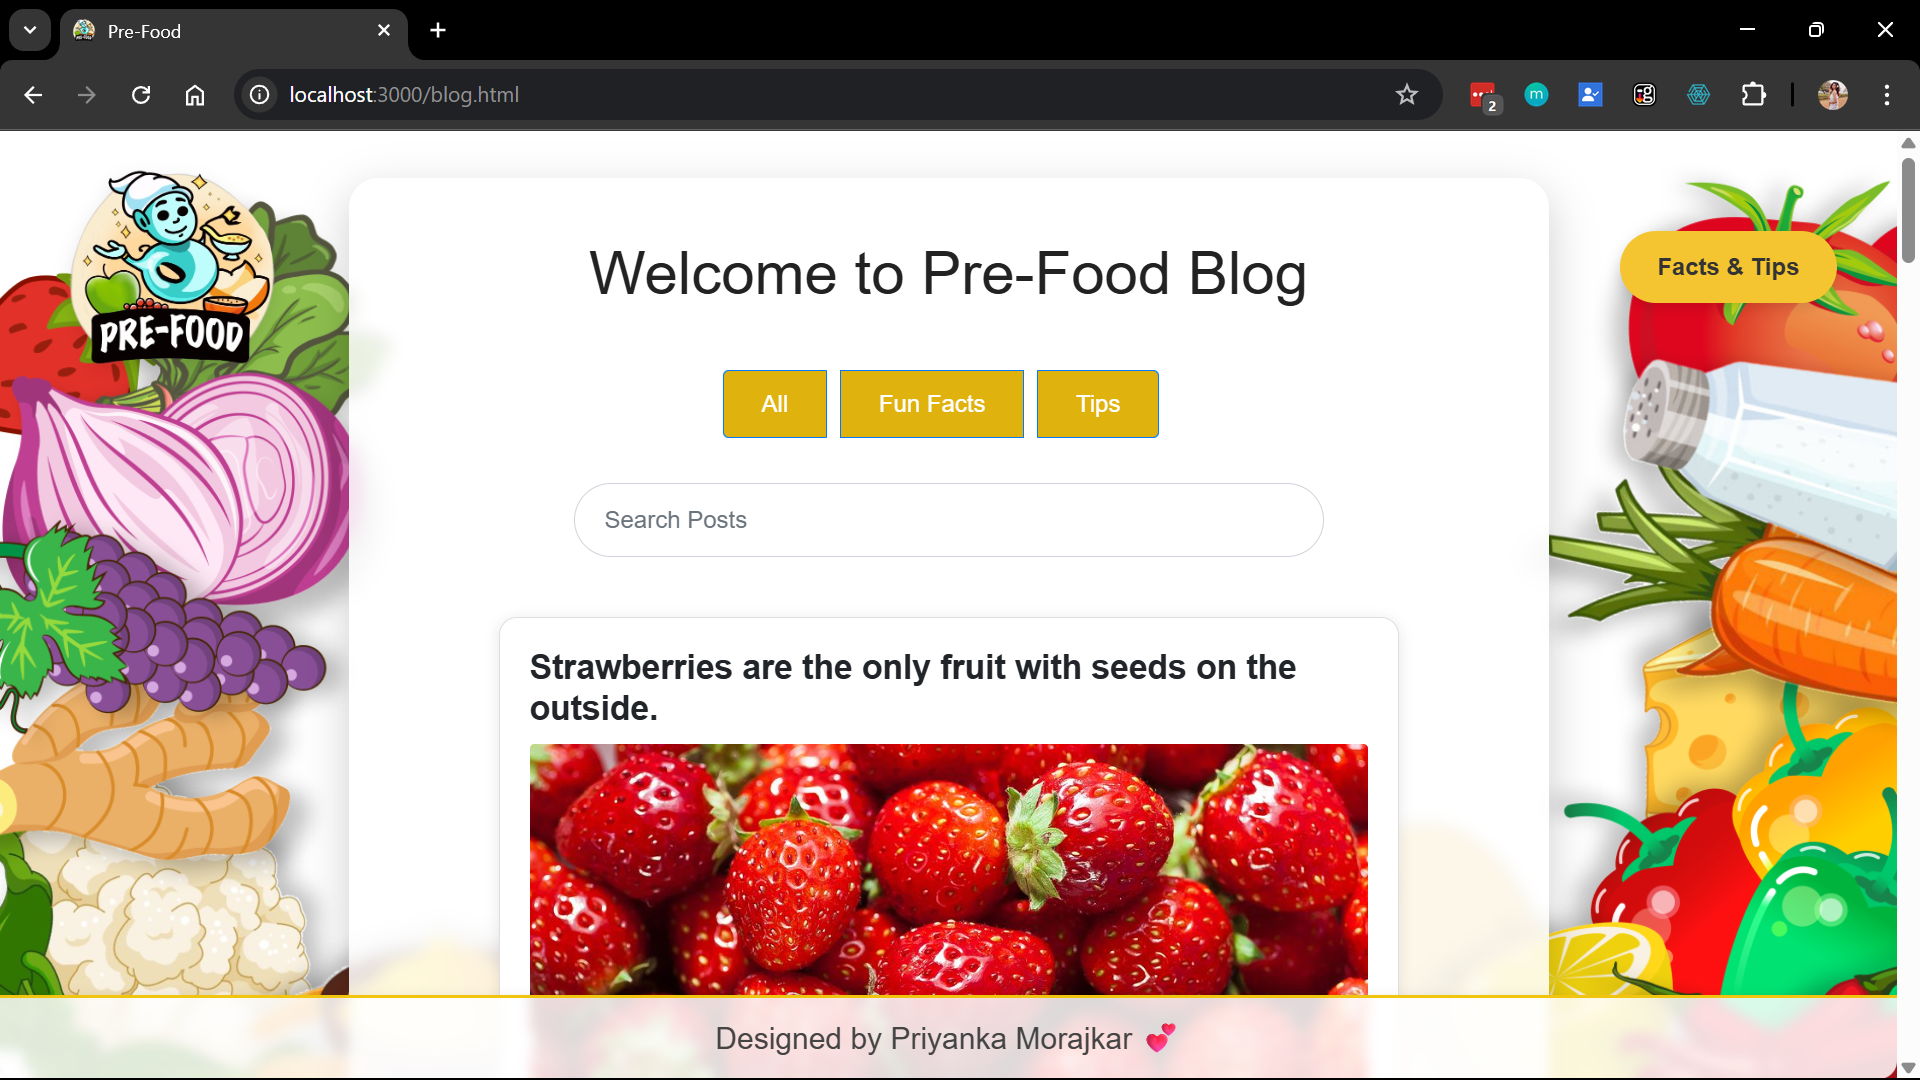 Pre-Food
localhost:3000/blog.html
2
m
PRE-FOOD
Facts & Tips
Welcome to Pre-Food Blog
All
Fun Facts
Tips
Search Posts
Strawberries are the only fruit with seeds on the
outside.
Designed by Priyanka Morajkar 💕